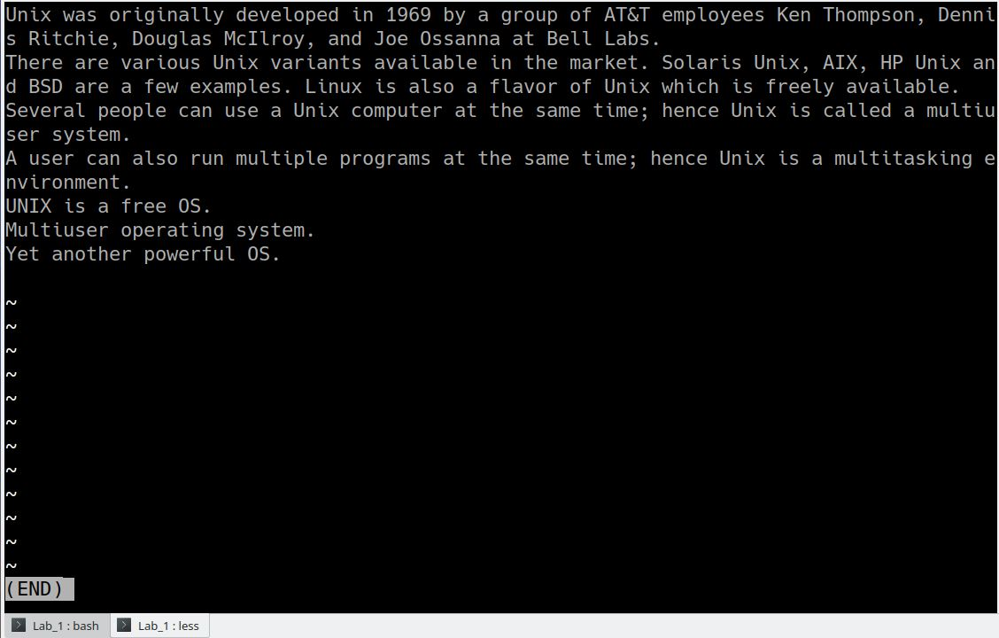 Unix was originally developed in 1969 by a group of AT&T employees Ken Thompson, Denni
s Ritchie, Douglas McIlroy, and Joe Ossanna at Bell Labs.
There are various Unix variants available in the market. Solaris Unix, AIX, HP Unix an
d BSD are a few examples. Linux is also a flavor of Unix which is freely available.
Several people can use a Unix computer at the same time; hence Unix is called a multiu
ser system.
A user can also run multiple programs at the same time; hence Unix is a multitasking e
nvironment.
UNIX is a free OS.
Multiuser operating system.
Yet another powerful OS.
~
~
~
~
~
~
~
~
~
~
~
~
(END)
Lab_1 : bash Lab_1 : less